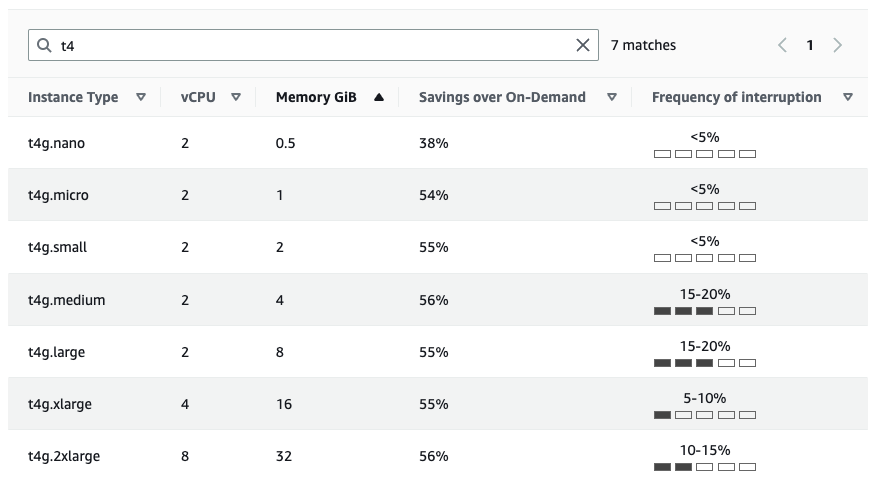 t4 7 matches 1
Instance Type vCPU Memory GiB Savings over On-Demand Frequency of interruption
t4g.nano 2 0.5 38% <5%
t4g.micro 2 1 54% <5%
t4g.small 2 2 55% <5%
t4g.medium 2 4 56% 15-20%
t4g.large 2 8 55% 15-20%
t4g.xlarge 4 16 55% 5-10%
t4g.2xlarge 8 32 56% 10-15%